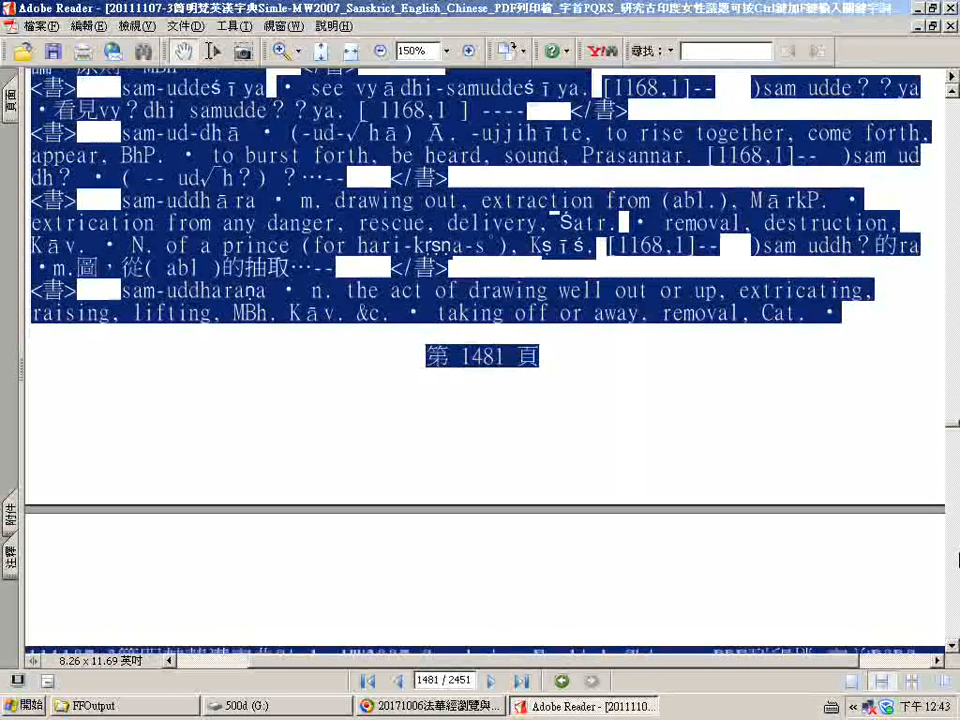 Adobe Reader - [20111107-3簡明梵英漢字典Simle-MW2007_Sanskrict_English_Chinese_PDF列印檔_字首PQRS_研究古印度女性議題可按Ctrl鍵加F鍵輸入關鍵字詞
檔案(F) 編輯(E) 檢視(V) 文件(D) 工具(T) 視窗(W) 說明(H)
150% Y! 尋找:
頁面
sam-uddeśīya · see vyādhi-samuddeśīya. [1168,1]-- )sam udde??ya
·看見vy?dhi samudde??ya. [ 1168,1 ] ---- </書>
<書> sam-ud-dhā · (-ud-√hā) Ā. -ujjihīte, to rise together, come forth,
appear, BhP. · to burst forth, be heard, sound, Prasannar. [1168,1]-- )sam ud
dh? ·( -- ud√h?) ?…-- </書>
<書> sam-uddhāra · m. drawing out, extraction from (abl.), MārkP. ·
extrication from any danger, rescue, delivery, Śatr. · removal, destruction,
Kāv. · N. of a prince (for hari-kṛṣṇa-s°), Kṣīś. [1168,1]-- )sam uddh?的ra
·m.圖,從( abl )的抽取…-- </書>
<書> sam-uddharaṇa · n. the act of drawing well out or up, extricating,
raising, lifting, MBh. Kāv. &c. · taking off or away, removal, Cat. ·
第 1481 頁
附件
注釋
8.26 x 11.69 英吋
1481 / 2451
開始 FFOutput 500d (G:) 20171006法華經瀏覽與... Adobe Reader - [201110... 下午 12:43